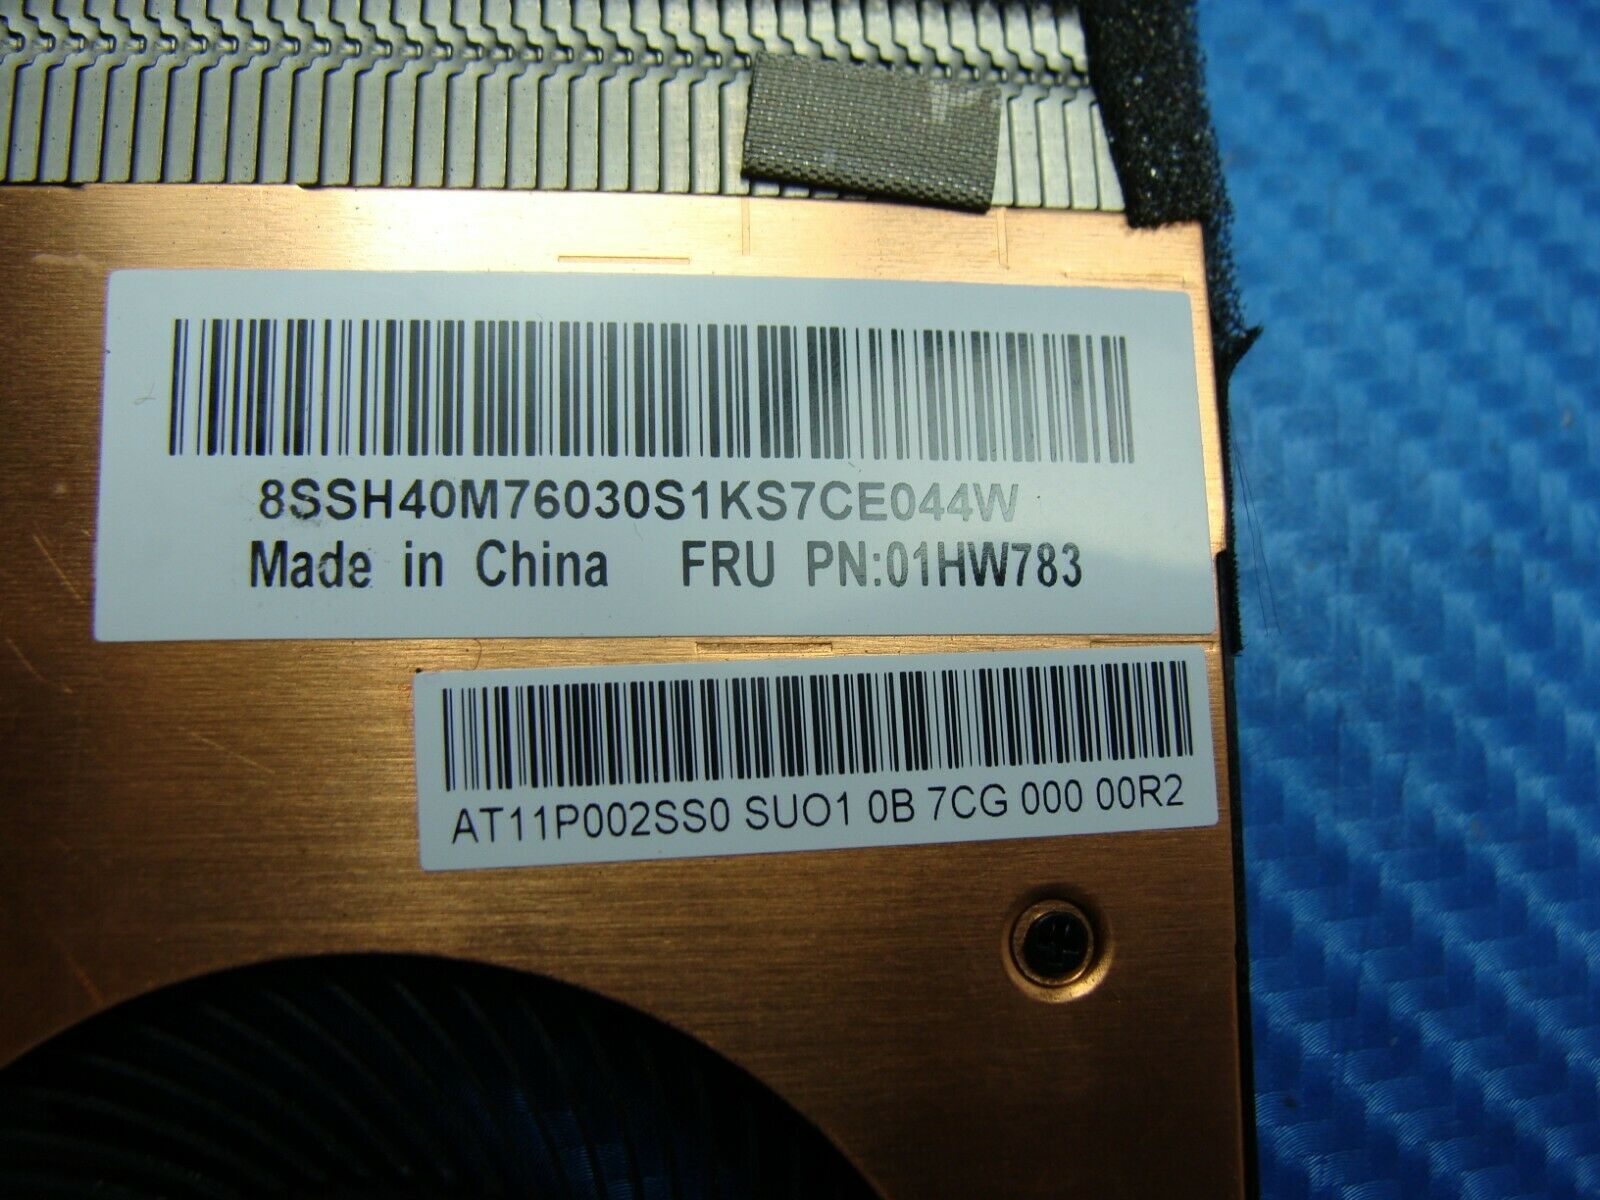 8SSH40M76030S1KS7CE044W
Made in China FRU PN:01HW783
AT11P002SS0 SUO1 0B 7CG 000 00R2